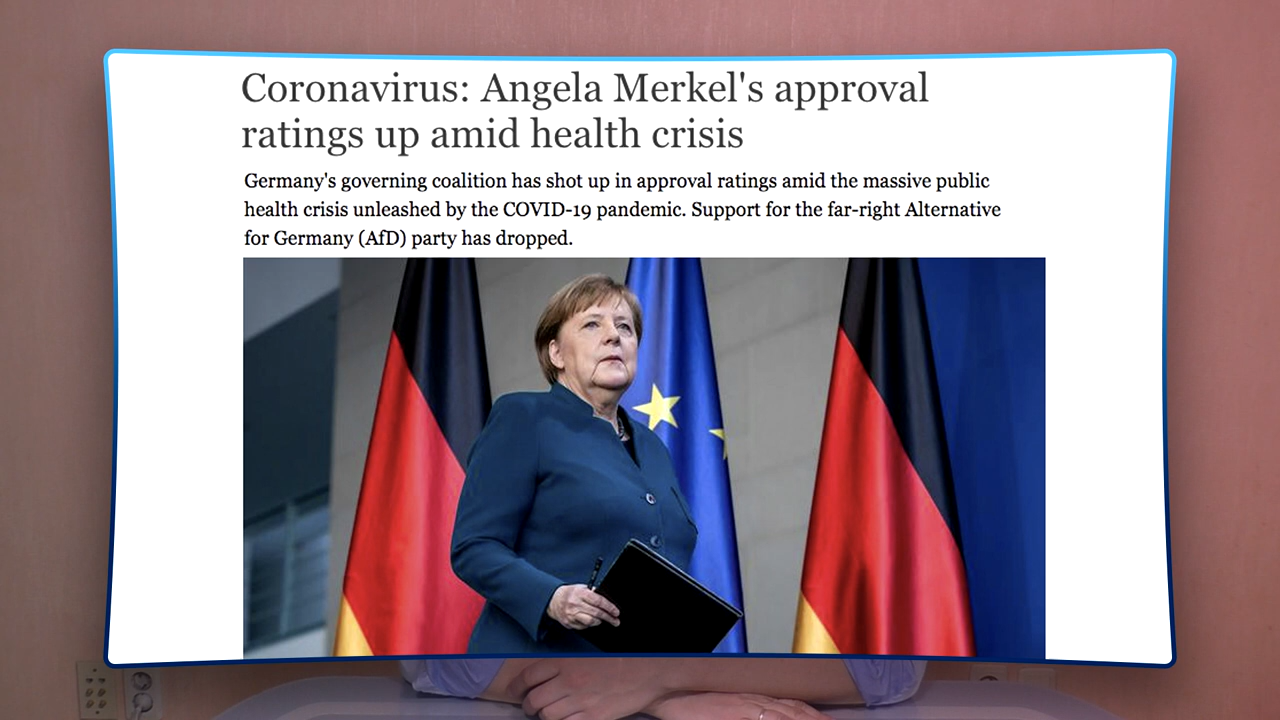 Coronavirus: Angela Merkel's approval
ratings up amid health crisis
Germany's governing coalition has shot up in approval ratings amid the massive public
health crisis unleashed by the COVID-19 pandemic. Support for the far-right Alternative
for Germany (AfD) party has dropped.